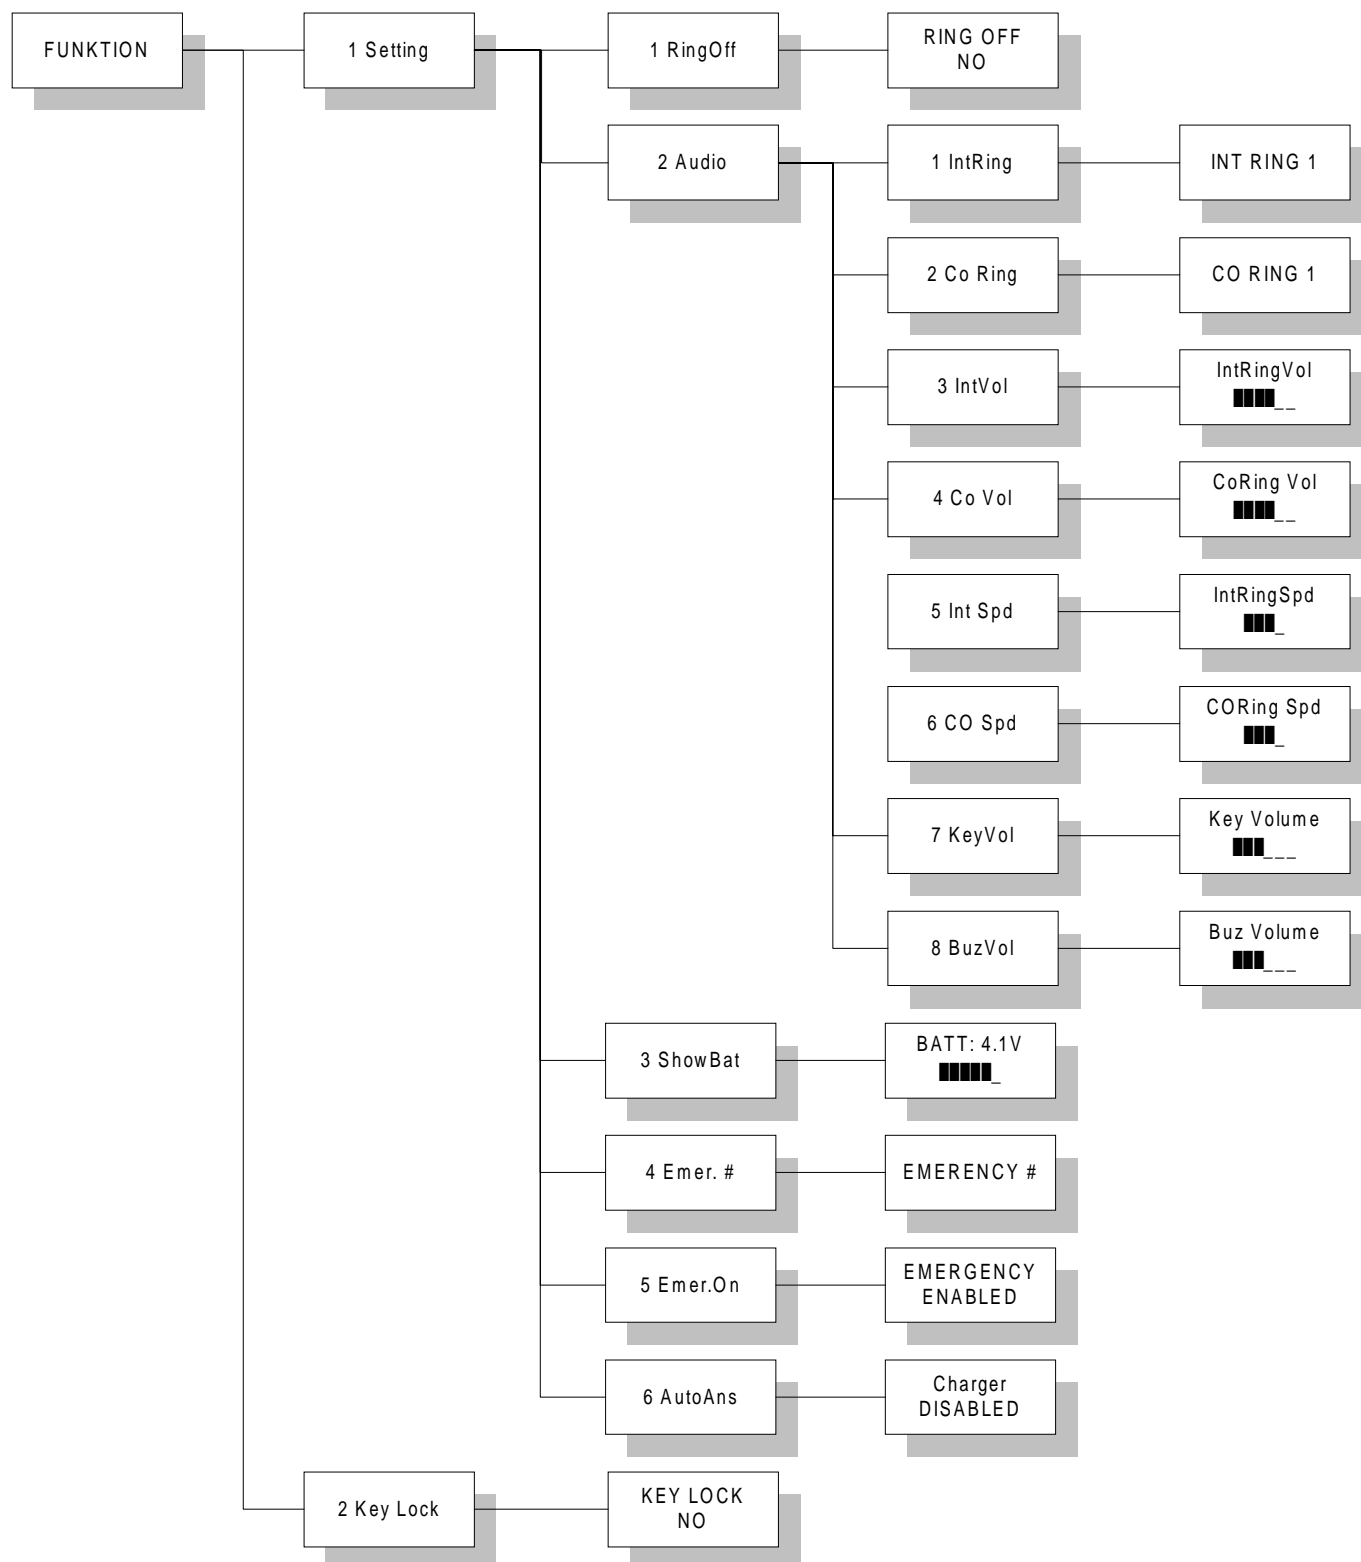 FUNKTION
1 Setting
1 RingOff
RING OFF
NO
2 Audio
1 IntRing
INT RING 1
2 Co Ring
CO RING 1
3 IntVol
IntRingVol
████_ _
4 Co Vol
CoRing Vol
████_ _
5 Int Spd
IntRingSpd
███_
6 CO Spd
CORing Spd
███_
7 KeyVol
Key Volume
███_ _ _
8 BuzVol
Buz Volume
███_ _ _
3 ShowBat
BATT: 4.1V
█████_
4 Emer. #
EMERENCY #
5 Emer.On
EMERGENCY
ENABLED
6 AutoAns
Charger
DISABLED
2 Key Lock
KEY LOCK
NO